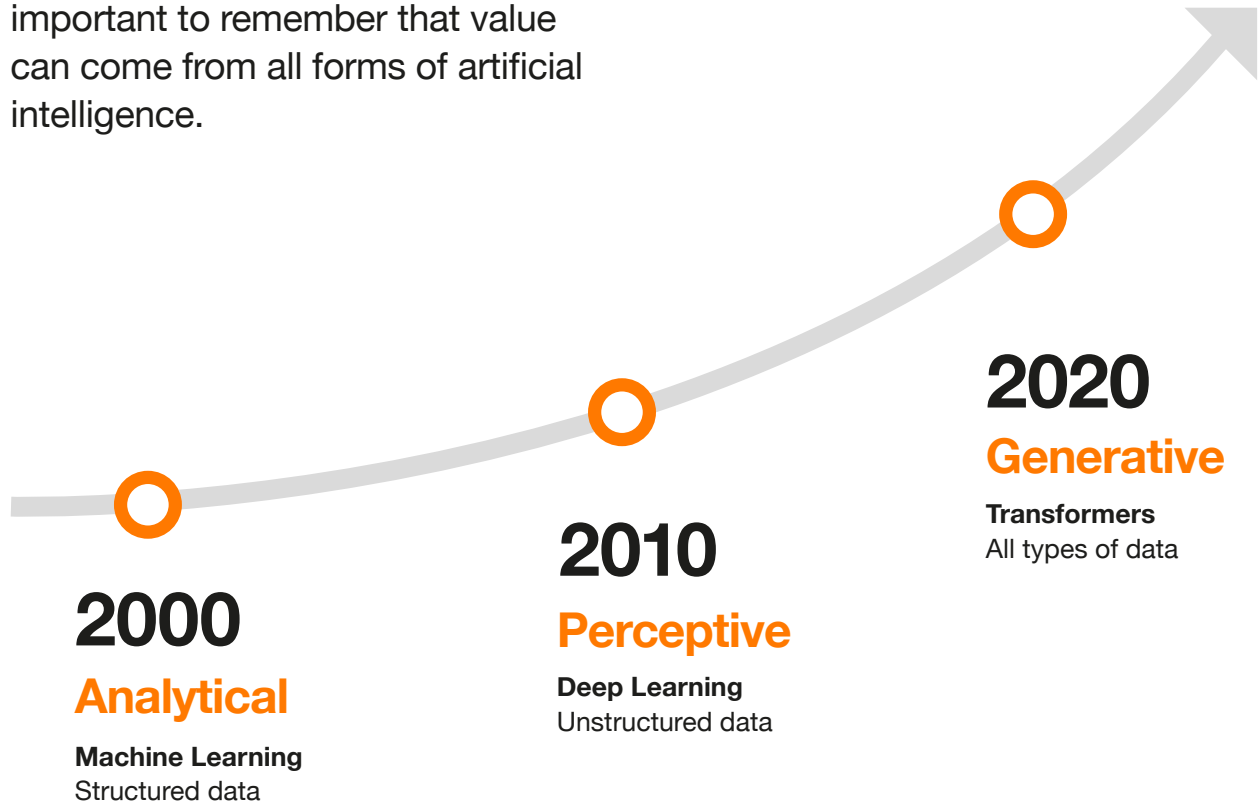 important to remember that value
can come from all forms of artificial
intelligence.
2000
Analytical
Machine Learning
Structured data
2010
Perceptive
Deep Learning
Unstructured data
2020
Generative
Transformers
All types of data